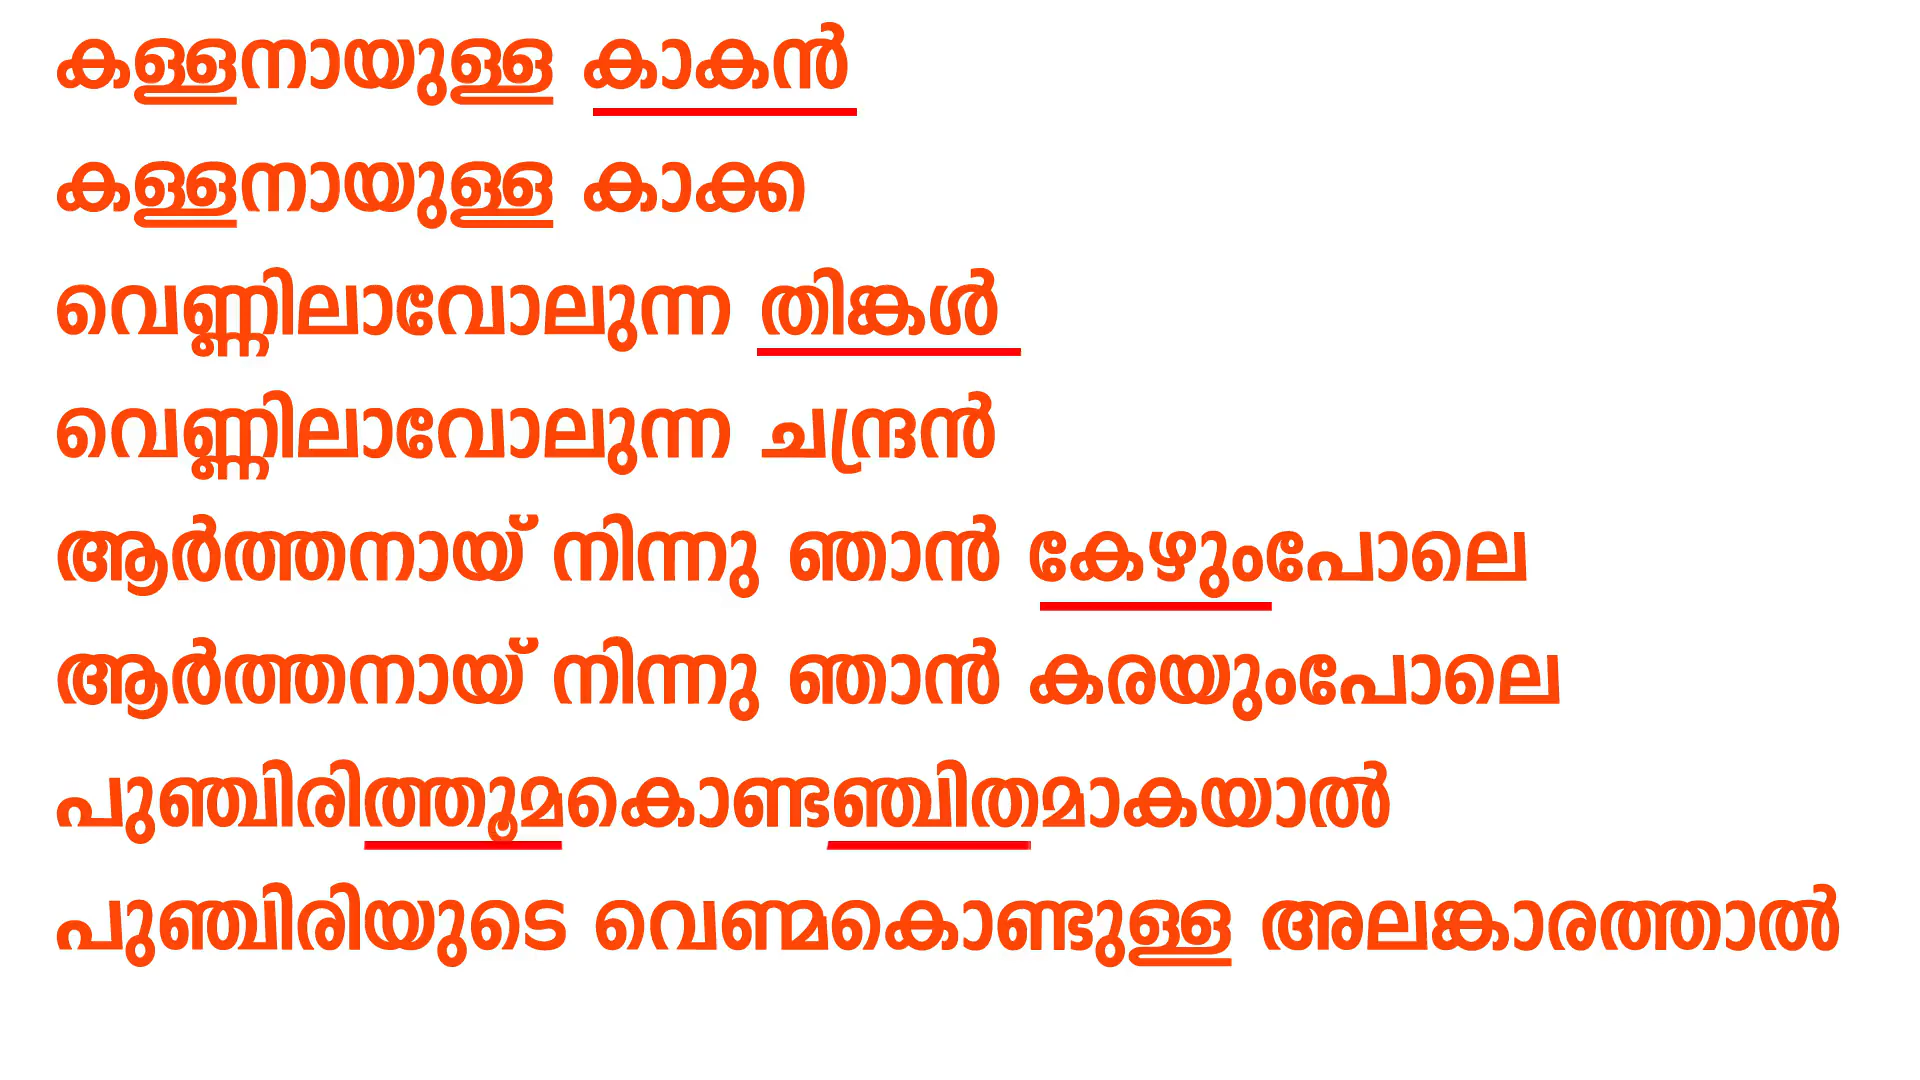 കള്ളനായുള്ള കാകൻ
കള്ളനായുള്ള കാക്ക
വെണ്ണിലാവോലുന്ന തിങ്കൾ
വെണ്ണിലാവോലുന്ന ചന്ദ്രൻ
ആർത്തനായ് നിന്നു ഞാൻ കേഴുംപോലെ
ആർത്തനായ് നിന്നു ഞാൻ കരയുംപോലെ
പുഞ്ചിരിത്തൂമകൊണ്ടഞ്ചിതമാകയാൽ
പുഞ്ചിരിയുടെ വെണ്മകൊണ്ടുള്ള അലങ്കാരത്താൽ